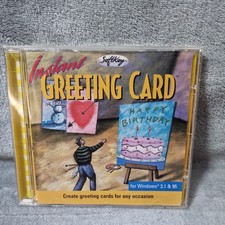 SoftKey
Instant
GREETING CARD
HAPPY
BIRTHDAY
for Windows® 3.1 & 95
Create greeting cards for any occasion